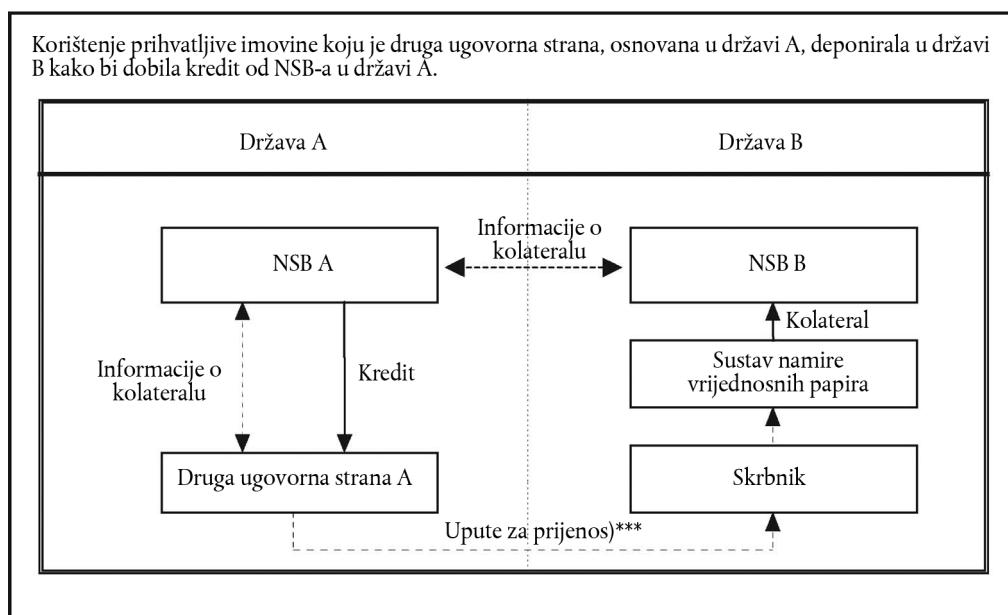 Korištenje prihvatljive imovine koju je druga ugovorna strana, osnovana u državi A, deponirala u državi
B kako bi dobila kredit od NSB-a u državi A.
Država A
Država B
Informacije o
kolateralu
NSB A
NSB B
Kolateral
Informacije o
kolateralu
Kredit
Sustav namire
vrijednosnih papira
Druga ugovorna strana A
Skrbnik
Upute za prijenos)***